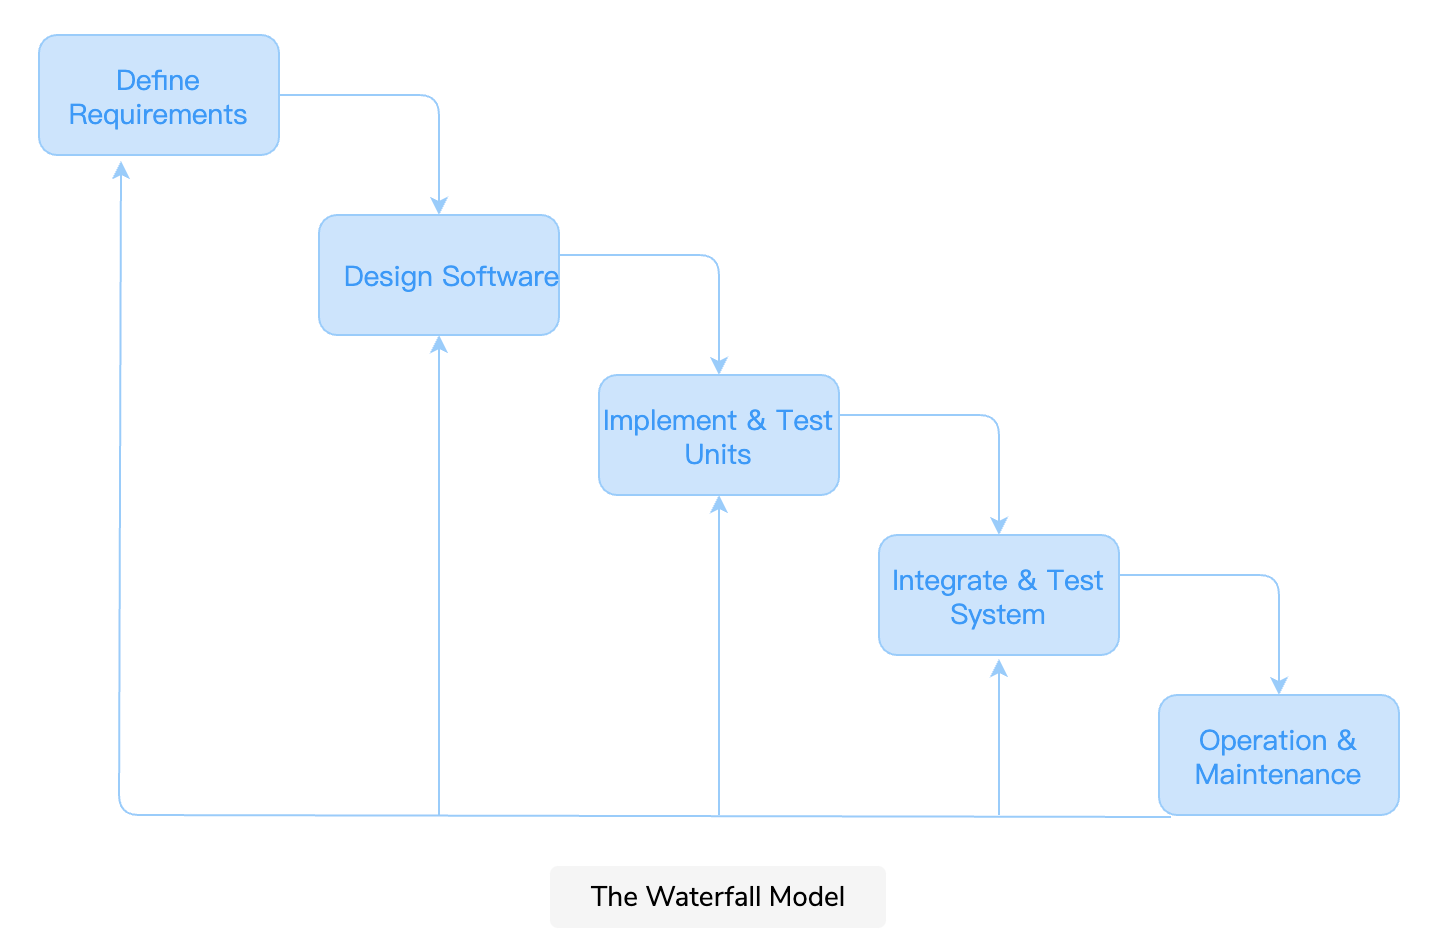 Define
Requirements
Design Software
Implement & Test
Units
Integrate & Test
System
Operation &
Maintenance
The Waterfall Model